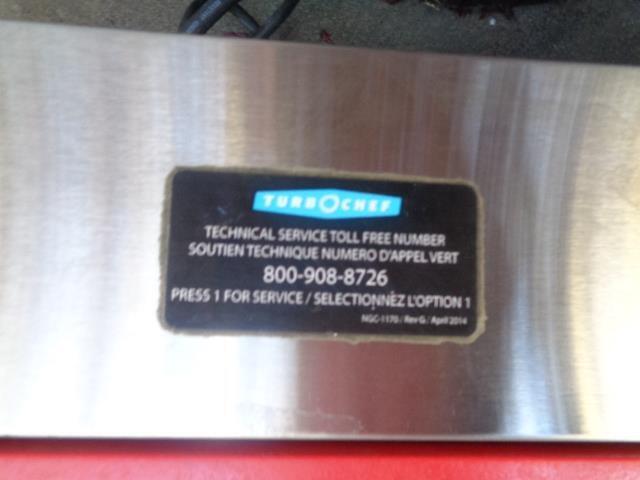 TURBOCHEF
TECHNICAL SERVICE TOLL FREE NUMBER
SOUTIEN TECHNIQUE NUMERO D'APPEL VERT
800-908-8726
PRESS 1 FOR SERVICE / SELECTIONNÈZ L'OPTION 1
NGC-1170 / Rev G / April 2014